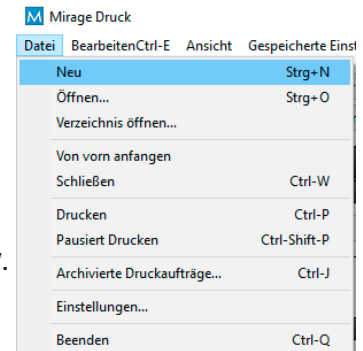 M Mirage Druck
Datei BearbeitenCtrl-E Ansicht Gespeicherte Einst
Neu Strg+N
Öffnen... Strg+O
Verzeichnis öffnen...
Von vorn anfangen
Schließen Ctrl-W
Drucken Ctrl-P
Pausiert Drucken Ctrl-Shift-P
Archivierte Druckaufträge... Ctrl-J
Einstellungen...
Beenden Ctrl-Q